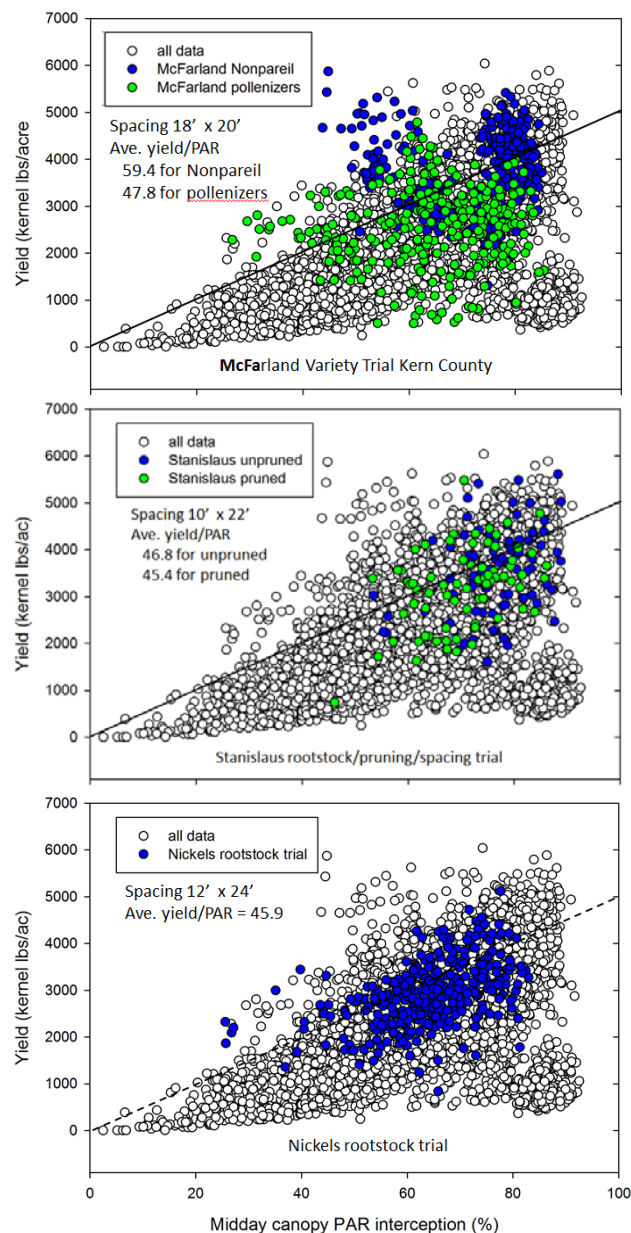 7000
6000
5000
4000
3000
2000
1000
0
Yield (kernel lbs/acre)
all data
McFarland Nonpareil
McFarland pollenizers
Spacing 18' x 20'
Ave. yield/PAR
59.4 for Nonpareil
47.8 for pollenizers
McFarland Variety Trial Kern County
7000
6000
5000
4000
3000
2000
1000
0
Yield (kernel lbs/ac)
all data
Stanislaus unpruned
Stanislaus pruned
Spacing 10' x 22'
Ave. yield/PAR
46.8 for unpruned
45.4 for pruned
Stanislaus rootstock/pruning/spacing trial
7000
6000
5000
4000
3000
2000
1000
0
Yield (kernel lbs/ac)
all data
Nickels rootstock trial
Spacing 12' x 24'
Ave. yield/PAR = 45.9
Nickels rootstock trial
0 20 40 60 80 100
Midday canopy PAR interception (%)